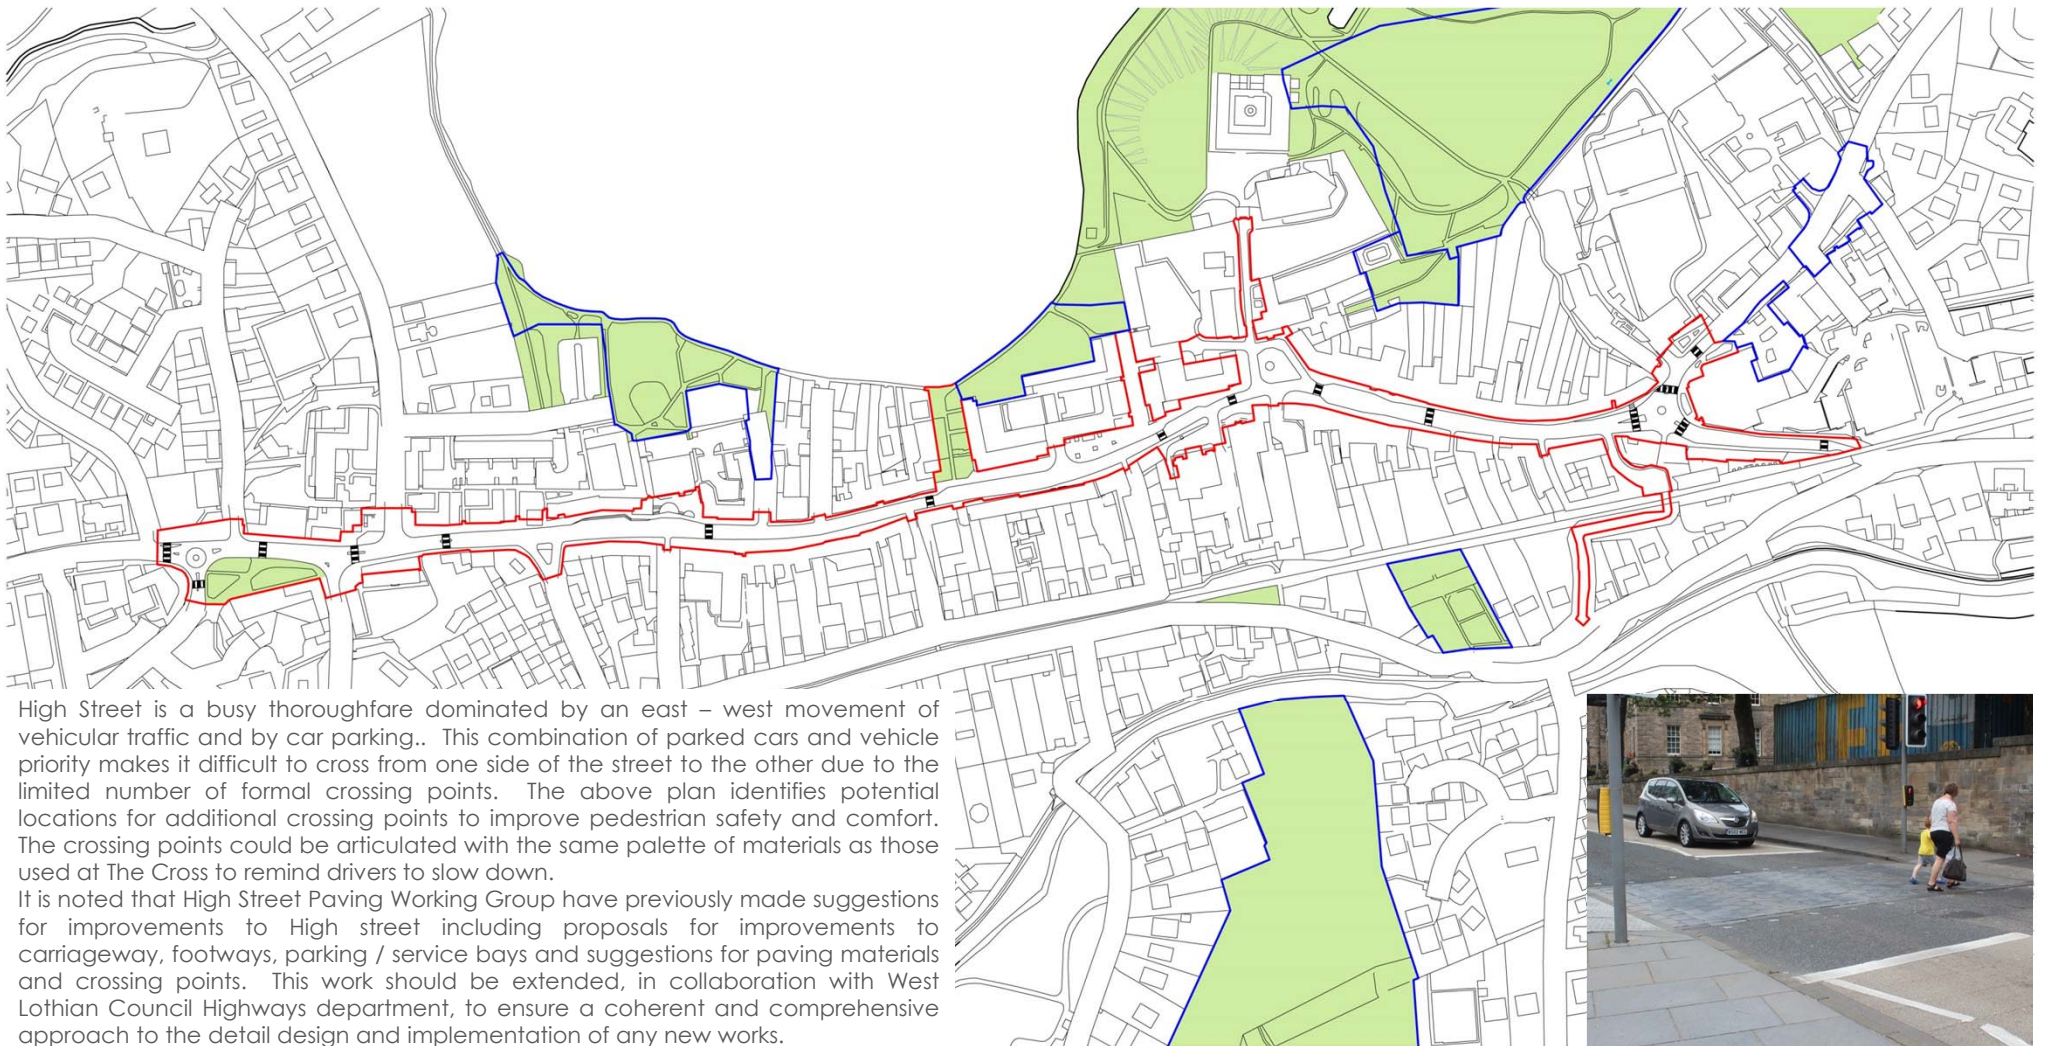 High Street is a busy thoroughfare dominated by an east – west movement of
vehicular traffic and by car parking.. This combination of parked cars and vehicle
priority makes it difficult to cross from one side of the street to the other due to the
limited number of formal crossing points. The above plan identifies potential
locations for additional crossing points to improve pedestrian safety and comfort.
The crossing points could be articulated with the same palette of materials as those
used at The Cross to remind drivers to slow down.
It is noted that High Street Paving Working Group have previously made suggestions
for improvements to High street including proposals for improvements to
carriageway, footways, parking / service bays and suggestions for paving materials
and crossing points. This work should be extended, in collaboration with West
Lothian Council Highways department, to ensure a coherent and comprehensive
approach to the detail design and implementation of any new works.